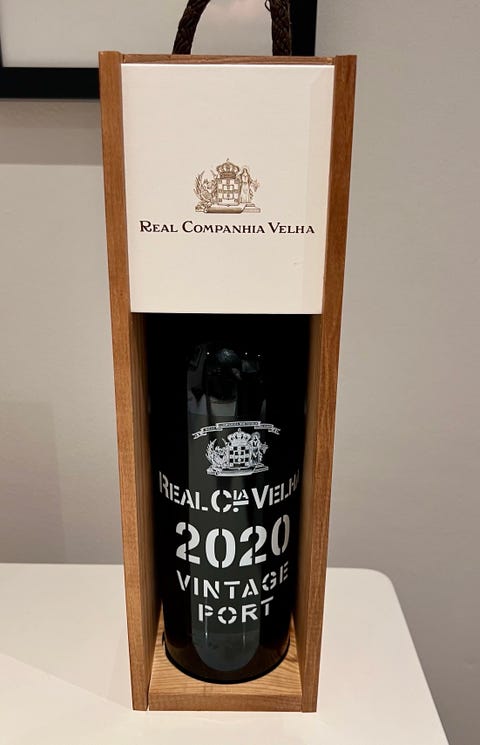 Real Companhia Velha
REAL CIA VELHA
2020
VINTAGE
PORT